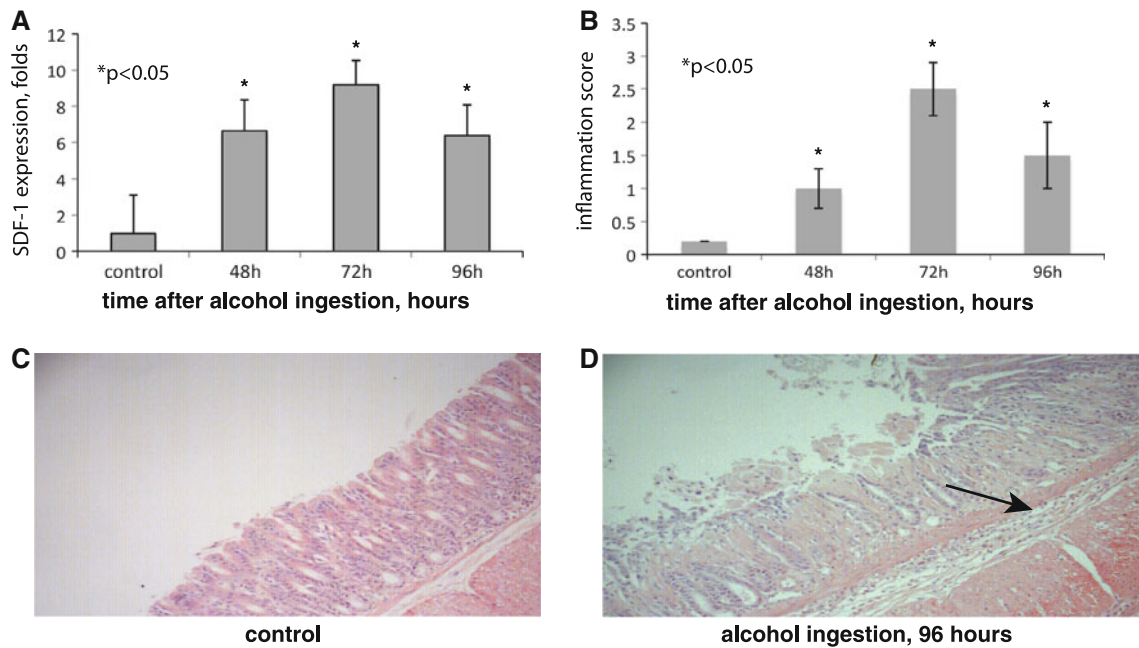 A
SDF-1 expression, folds
12
10
8
6
4
2
0
*p<0.05
*
*
*
control
48h
72h
96h
time after alcohol ingestion, hours
B
inflammation score
3.5
3
2.5
2
1.5
1
0.5
0
*p<0.05
*
*
*
control
48h
72h
96h
time after alcohol ingestion, hours
C
control
D
alcohol ingestion, 96 hours